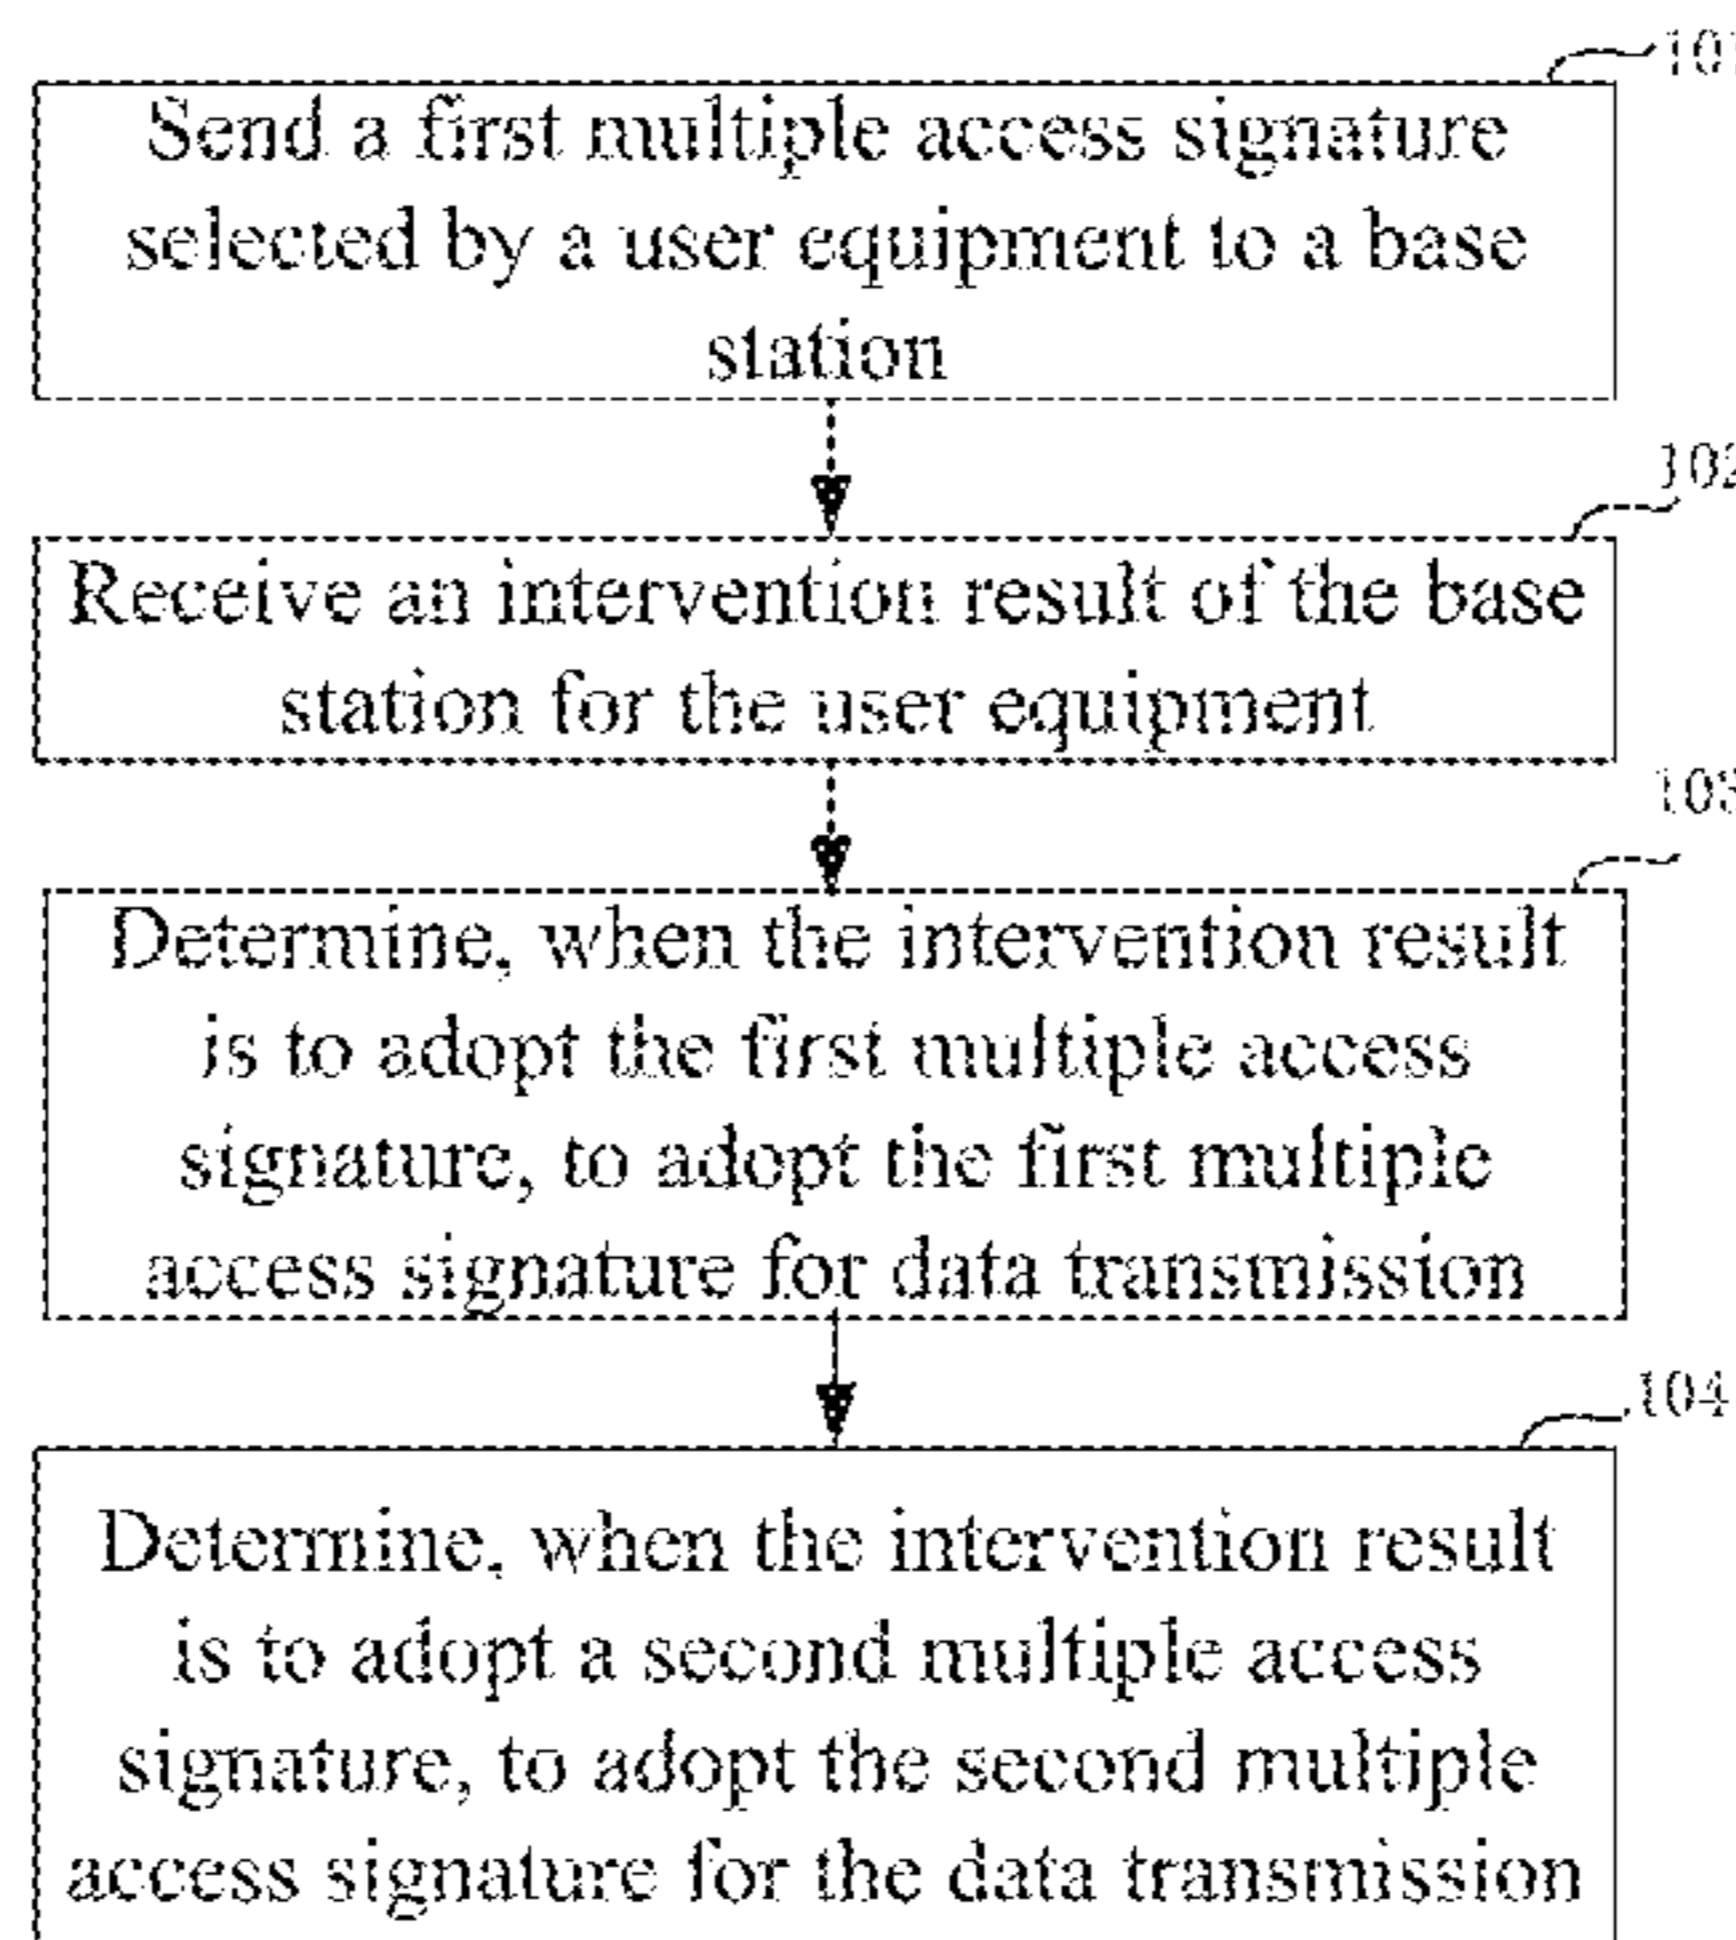 101
Send a first multiple access signature
selected by a user equipment to a base
station
102
Receive an intervention result of the base
station for the user equipment
103
Determine, when the intervention result
is to adopt the first multiple access
signature, to adopt the first multiple
access signature for data transmission
104
Determine, when the intervention result
is to adopt a second multiple access
signature, to adopt the second multiple
access signature for the data transmission